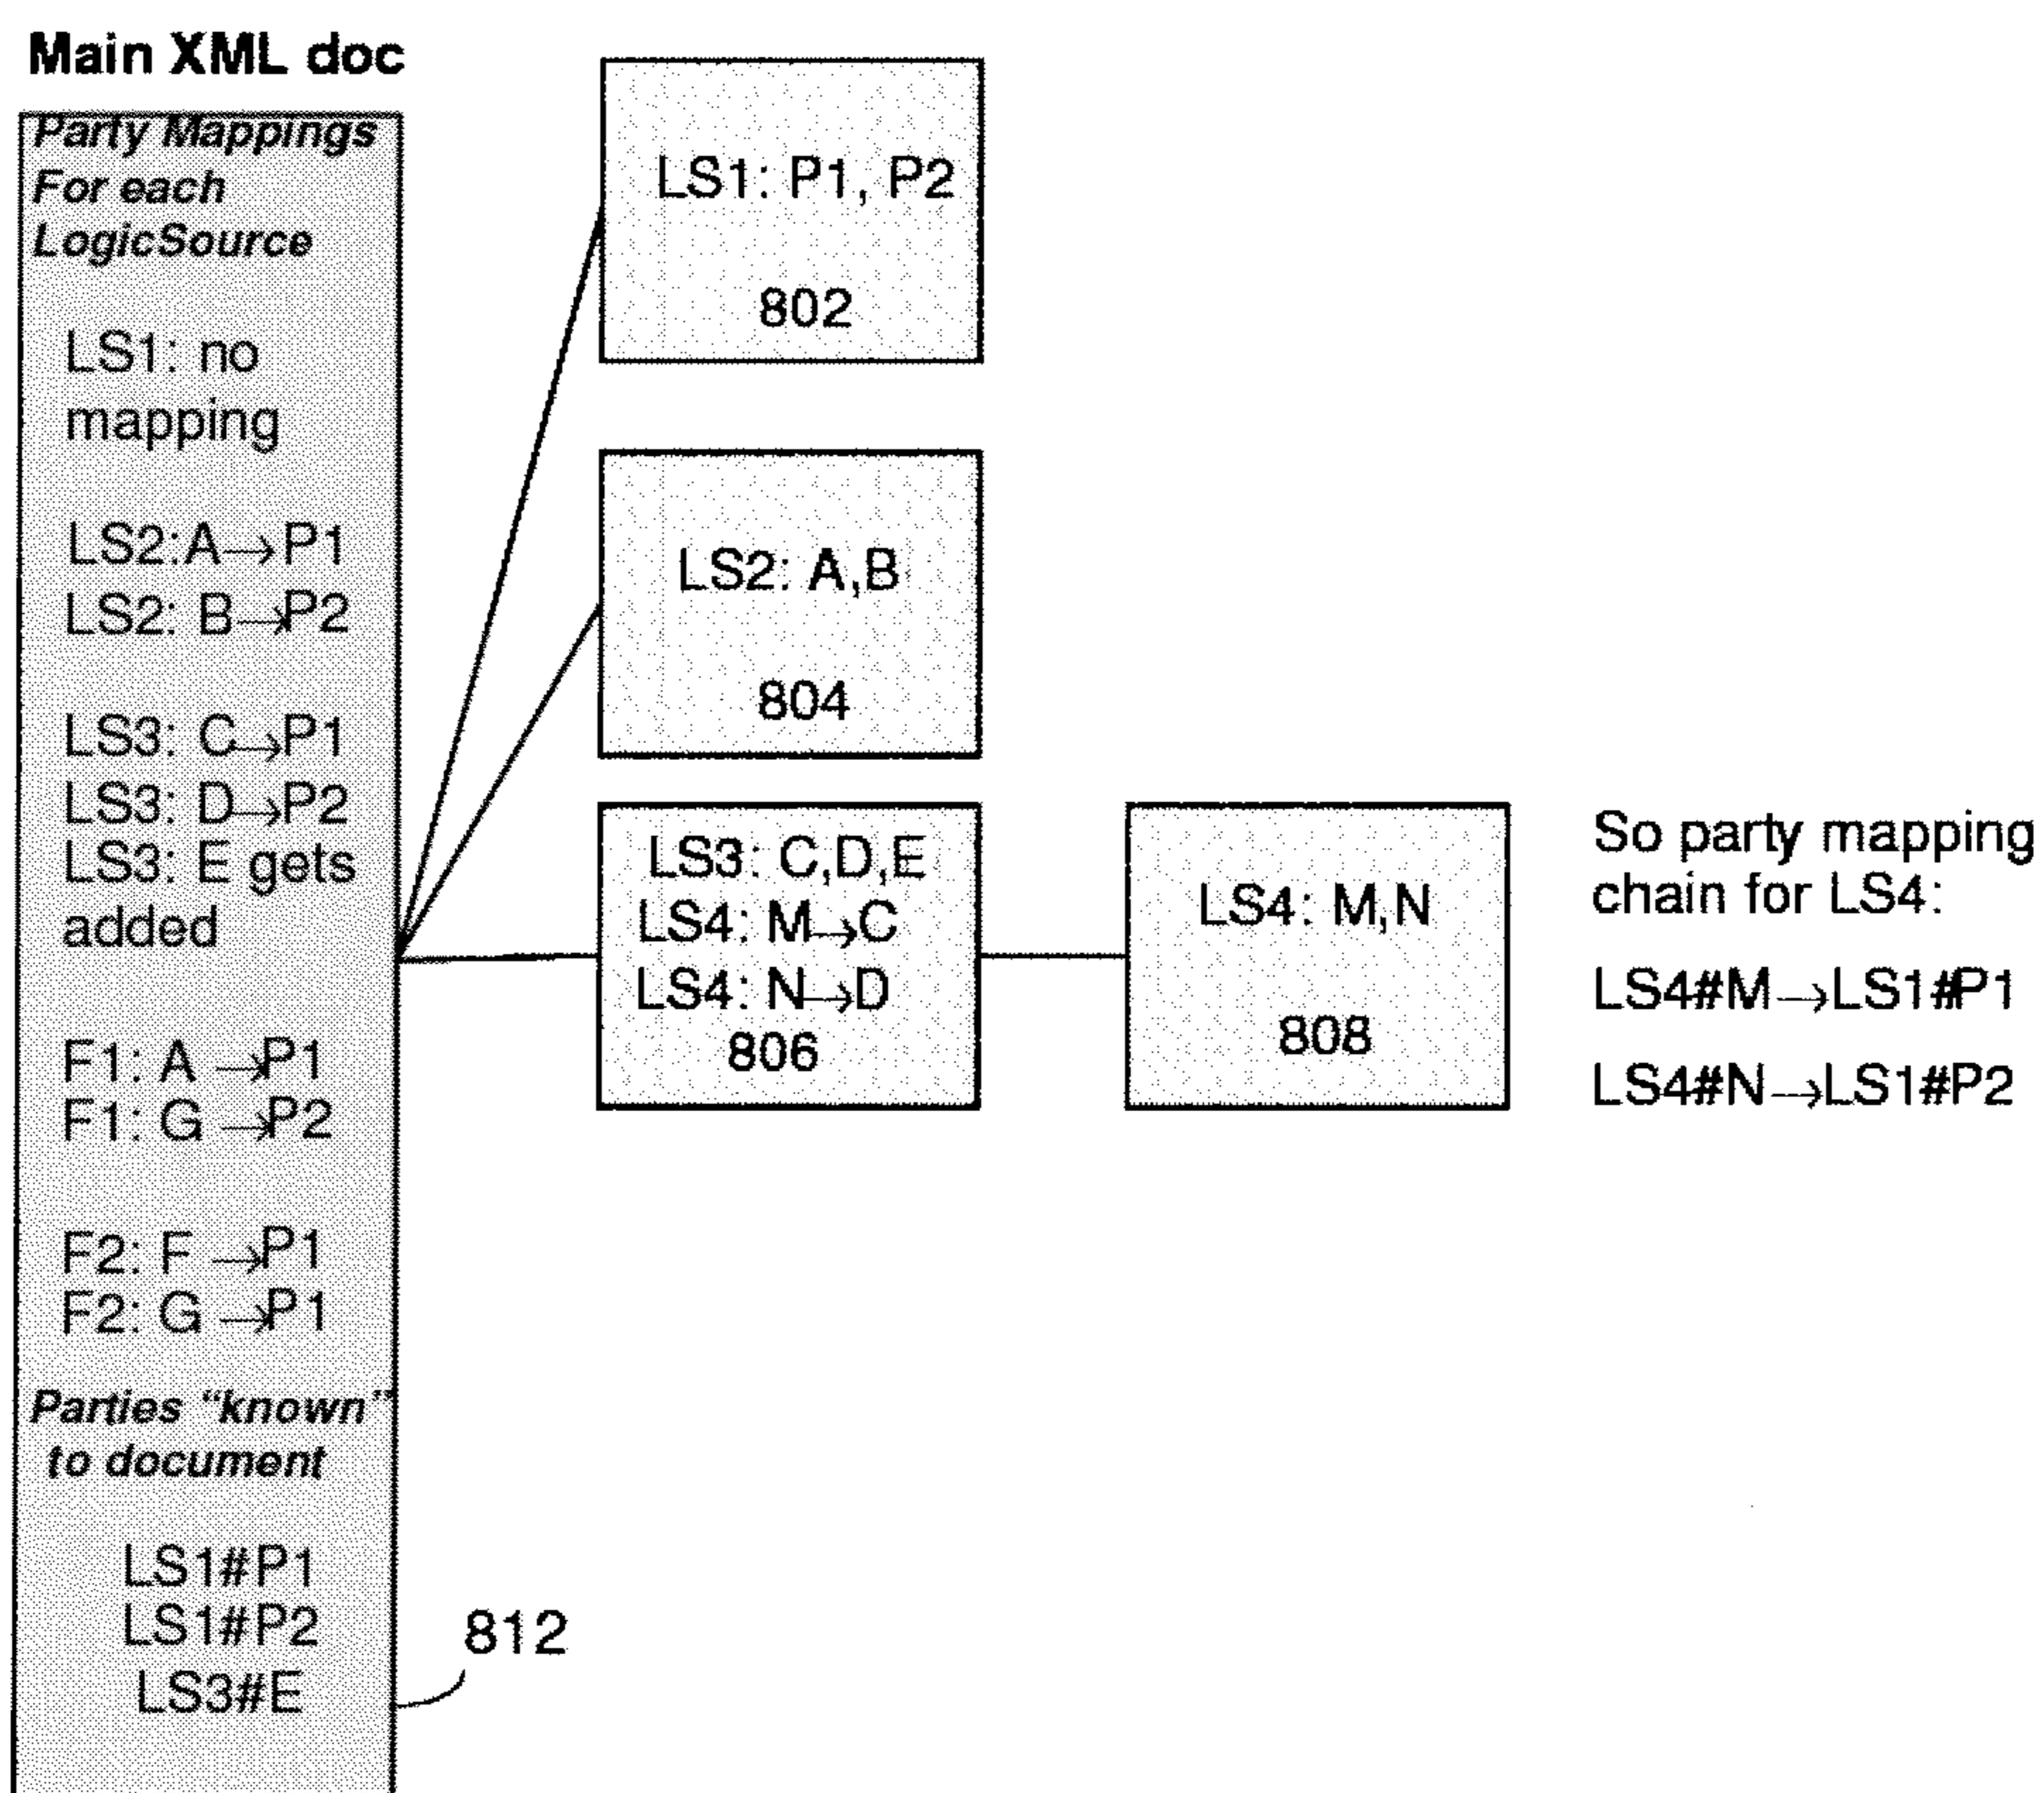 Main XML doc
Party Mappings
For each
LogicSource
LS1: no
mapping
LS2:A→P1
LS2: B→P2
LS3: C→P1
LS3: D→P2
LS3: E gets
added
F1: A →P1
F1: G →P2
F2: F →P1
F2: G →P1
Parties “known”
to document
LS1#P1
LS1#P2
LS3#E
812
LS1: P1, P2
802
LS2: A,B
804
LS3: C,D,E
LS4: M→C
LS4: N→D
806
LS4: M,N
808
So party mapping
chain for LS4:
LS4#M→LS1#P1
LS4#N→LS1#P2